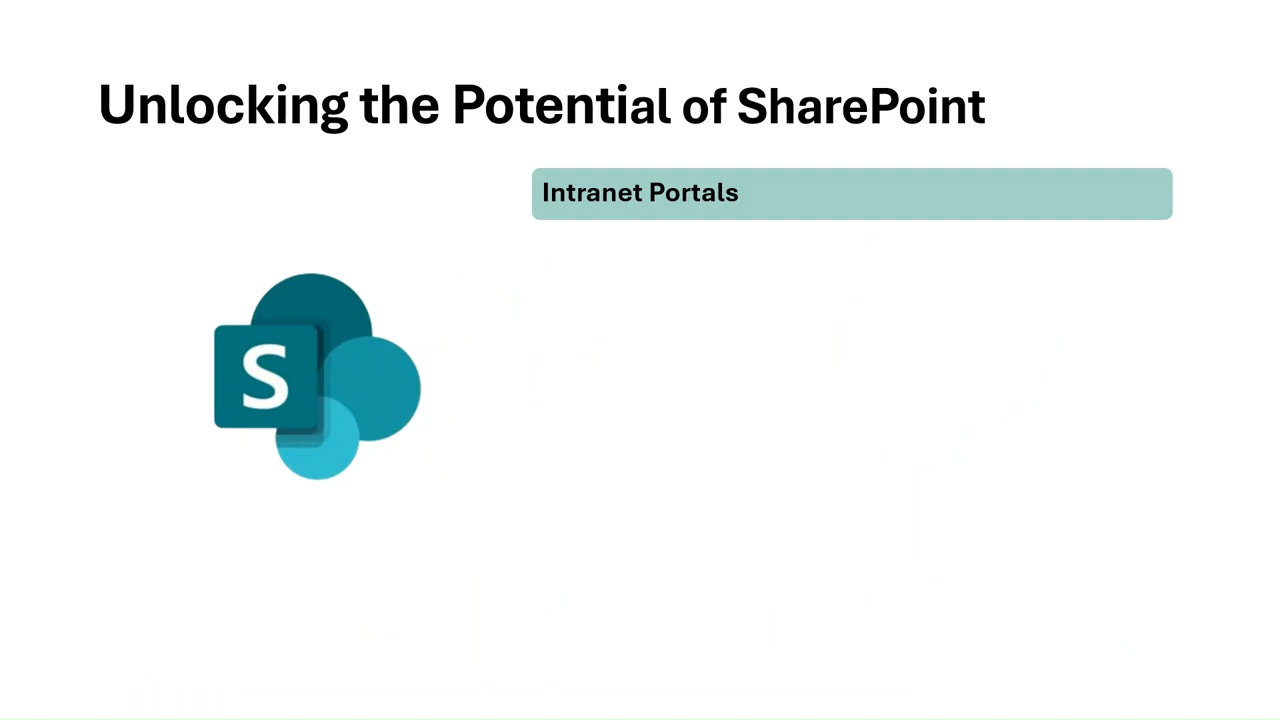 Unlocking the Potential of SharePoint
Intranet Portals
S